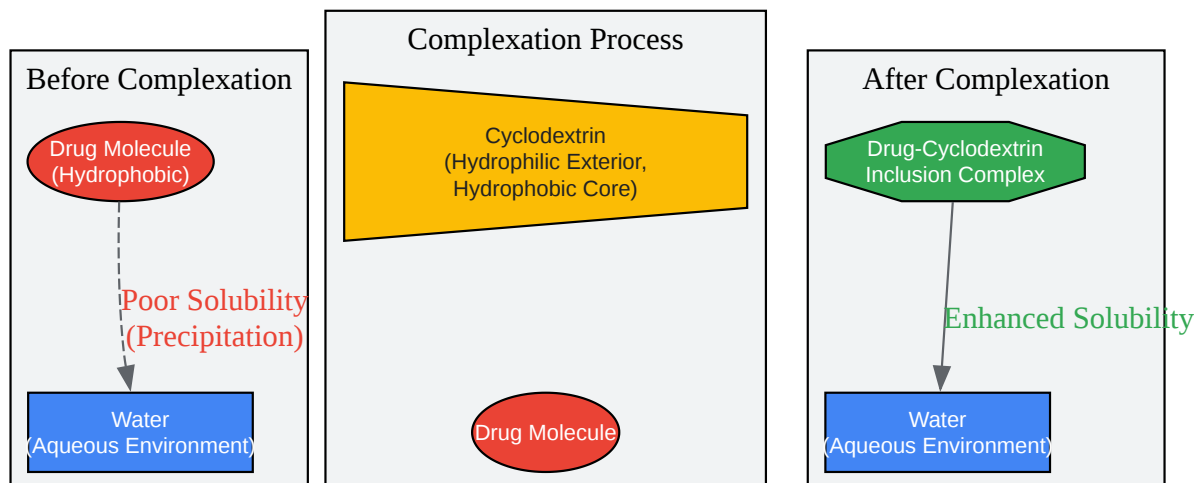 Before Complexation
Drug Molecule
(Hydrophobic)
Poor Solubility
(Precipitation)
Water
(Aqueous Environment)
Complexation Process
Cyclodextrin
(Hydrophilic Exterior,
Hydrophobic Core)
Drug Molecule
After Complexation
Drug-Cyclodextrin
Inclusion Complex
Enhanced Solubility
Water
(Aqueous Environment)